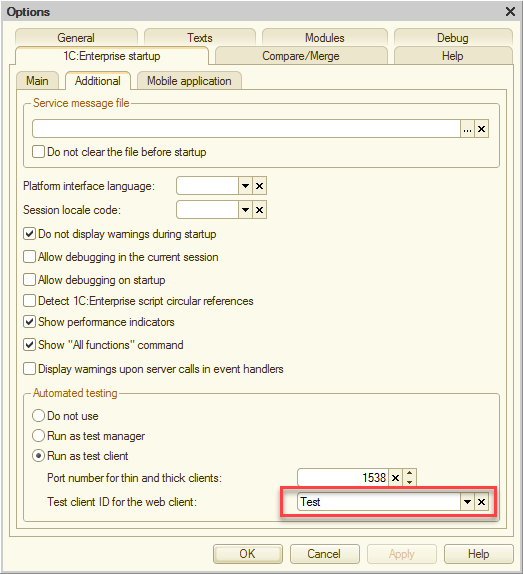 Options
General Texts Modules Debug
1C:Enterprise startup Compare/Merge Help
Main Additional Mobile application
Service message file
...
Do not clear the file before startup
Platform interface language:
Session locale code:
Do not display warnings during startup
Allow debugging in the current session
Allow debugging on startup
Detect 1C:Enterprise script circular references
Show performance indicators
Show "All functions" command
Display warnings upon server calls in event handlers
Automated testing
Do not use
Run as test manager
Run as test client
Port number for thin and thick clients: 1538
Test client ID for the web client: Test
OK Cancel Apply Help